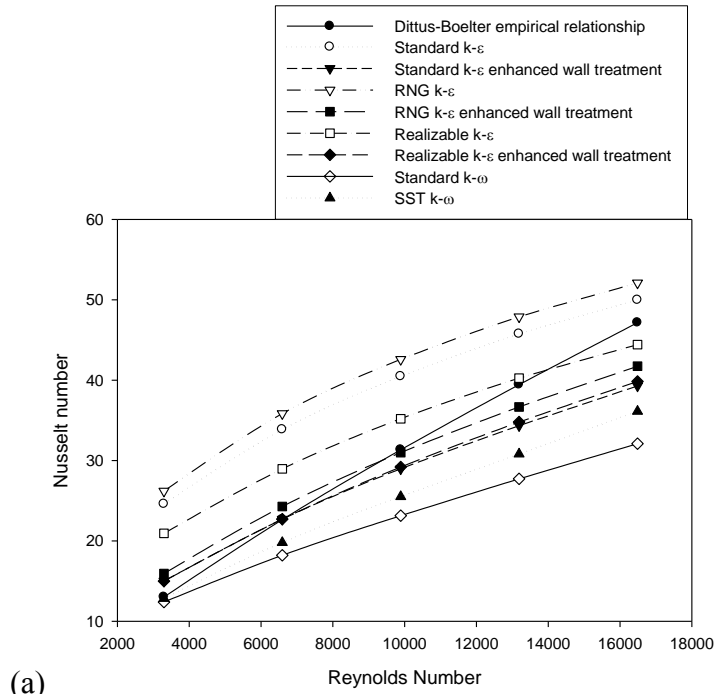 Dittus-Boelter empirical relationship
Standard k-ε
Standard k-ε enhanced wall treatment
RNG k-ε
RNG k-ε enhanced wall treatment
Realizable k-ε
Realizable k-ε enhanced wall treatment
Standard k-ω
SST k-ω
60
50
40
30
20
10
Nusselt number
2000 4000 6000 8000 10000 12000 14000 16000 18000
Reynolds Number
(a)